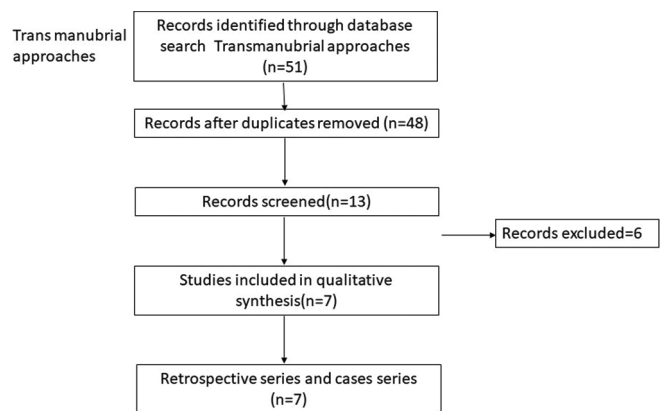 Trans manubrial
approaches
Records identified through database
search Transmanubrial approaches
(n=51)
Records after duplicates removed (n=48)
Records screened(n=13)
Records excluded=6
Studies included in qualitative
synthesis(n=7)
Retrospective series and cases series
(n=7)